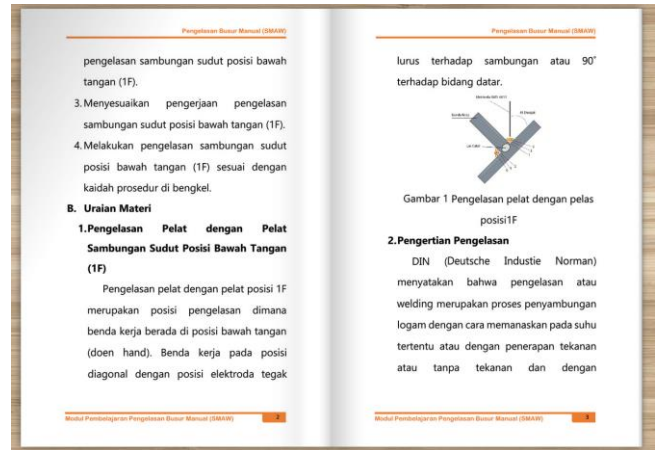 Pengelasan Busur Manual (SMAW)
pengelasan sambungan sudut posisi bawah
tangan (1F).
3. Menyesuaikan pengerjaan pengelasan
sambungan sudut posisi bawah tangan (1F).
4. Melakukan pengelasan sambungan sudut
posisi bawah tangan (1F) sesuai dengan
kaidah prosedur di bengkel.
B. Uraian Materi
1.Pengelasan Pelat dengan Pelat
Sambungan Sudut Posisi Bawah Tangan
(1F)
Pengelasan pelat dengan pelat posisi 1F
merupakan posisi pengelasan dimana
benda kerja berada di posisi bawah tangan
(doen hand). Benda kerja pada posisi
diagonal dengan posisi elektroda tegak
Modul Pembelajaran Pengelasan Busur Manual (SMAW) 2
Pengelasan Busur Manual (SMAW)
lurus terhadap sambungan atau 90°
terhadap bidang datar.
Gambar 1 Pengelasan pelat dengan pelas
posisi1F
2.Pengertian Pengelasan
DIN (Deutsche Industie Norman)
menyatakan bahwa pengelasan atau
welding merupakan proses penyambungan
logam dengan cara memanaskan pada suhu
tertentu atau dengan penerapan tekanan
atau tanpa tekanan dan dengan
Modul Pembelajaran Pengelasan Busur Manual (SMAW) 3